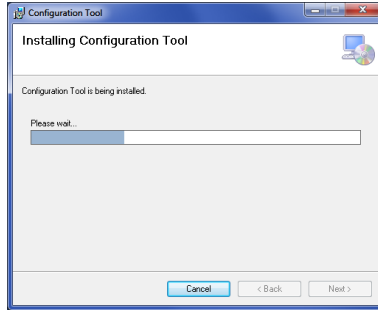 Configuration Tool
Installing Configuration Tool
Configuration Tool is being installed.
Please wait...
Cancel
< Back
Next >